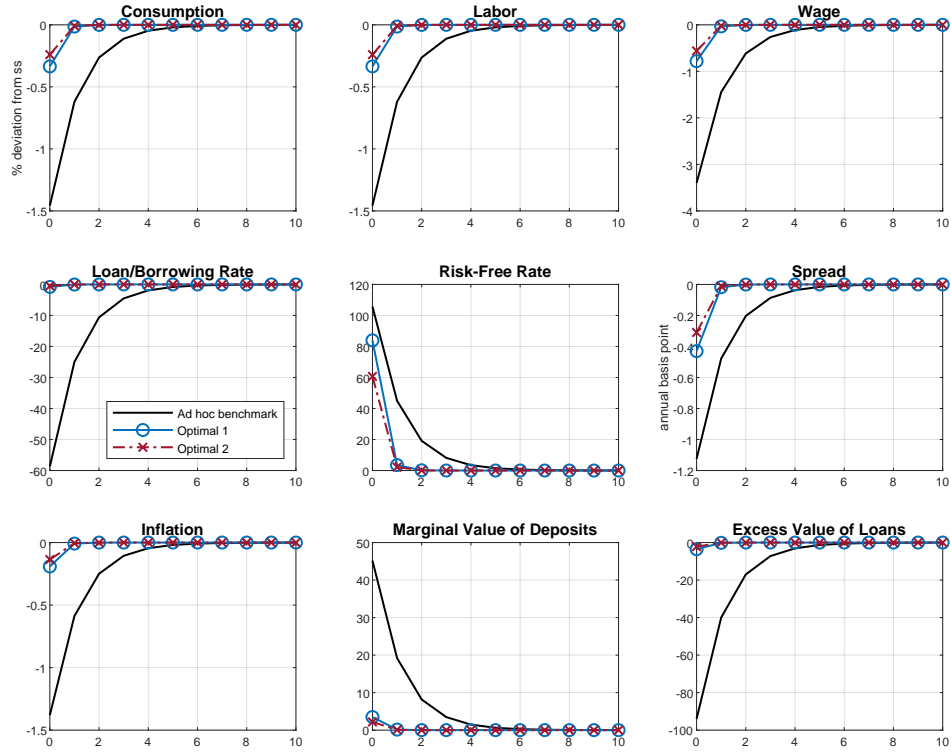 Consumption
Labor
Wage
% deviation from ss
0
-0.5
-1
-1.5
0 2 4 6 8 10
0
-0.5
-1
-1.5
0 2 4 6 8 10
0
-1
-2
-3
-4
0 2 4 6 8 10
Loan/Borrowing Rate
Risk-Free Rate
Spread
0
-10
-20
-30
-40
-50
-60
0 2 4 6 8 10
Ad hoc benchmark
Optimal 1
Optimal 2
120
100
80
60
40
20
0
0 2 4 6 8 10
annual basis point
0
-0.2
-0.4
-0.6
-0.8
-1
-1.2
0 2 4 6 8 10
Inflation
Marginal Value of Deposits
Excess Value of Loans
0
-0.5
-1
-1.5
0 2 4 6 8 10
50
40
30
20
10
0
0 2 4 6 8 10
0
-20
-40
-60
-80
-100
0 2 4 6 8 10